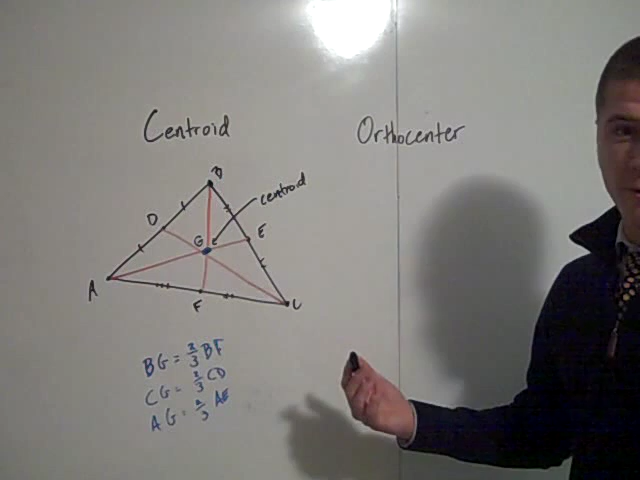 Centroid
Orthocenter
B
centroid
D
E
G
A
F
C
BG = 2/3 BF
CG = 2/3 CD
AG = 2/3 AE